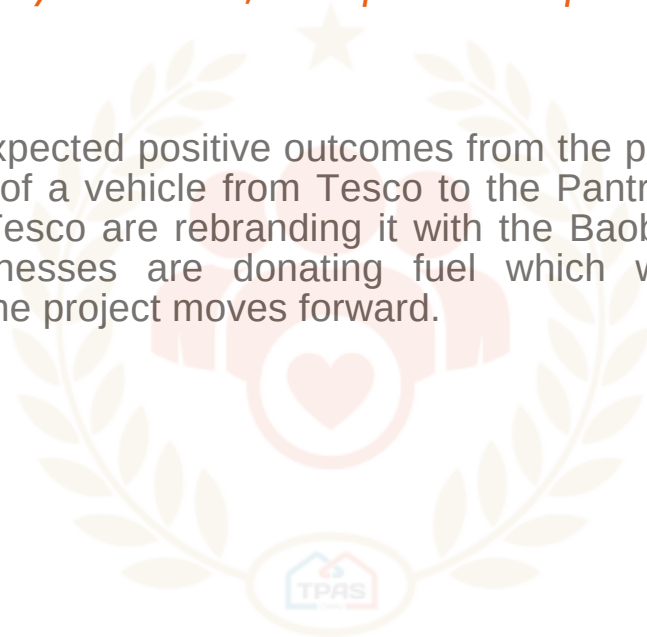 xpected positive outcomes from the p
of a vehicle from Tesco to the Pantr
Tesco are rebranding it with the Baob
nesses are donating fuel which w
ne project moves forward.
TPAS